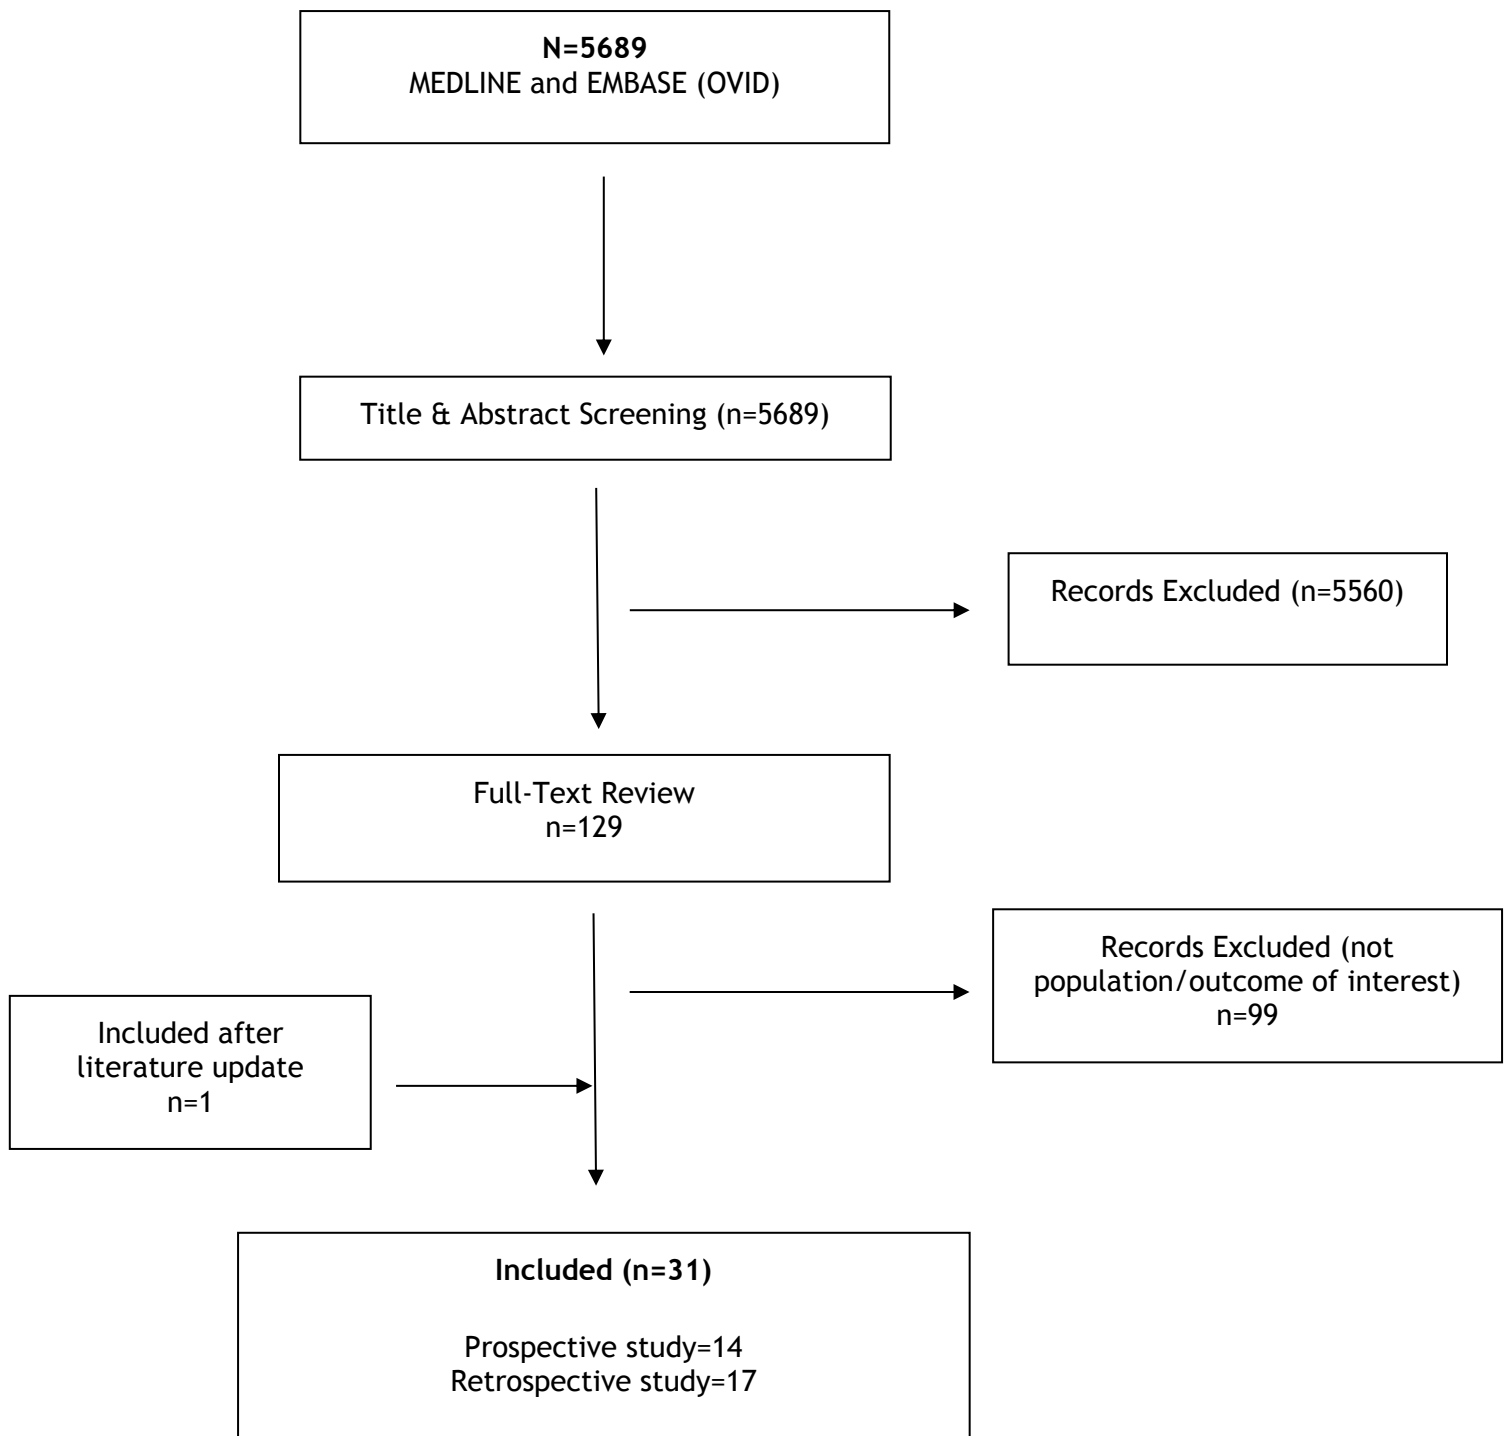 N=5689
MEDLINE and EMBASE (OVID)
Title & Abstract Screening (n=5689)
Records Excluded (n=5560)
Full-Text Review
n=129
Records Excluded (not
population/outcome of interest)
n=99
Included after
literature update
n=1
Included (n=31)
Prospective study=14
Retrospective study=17